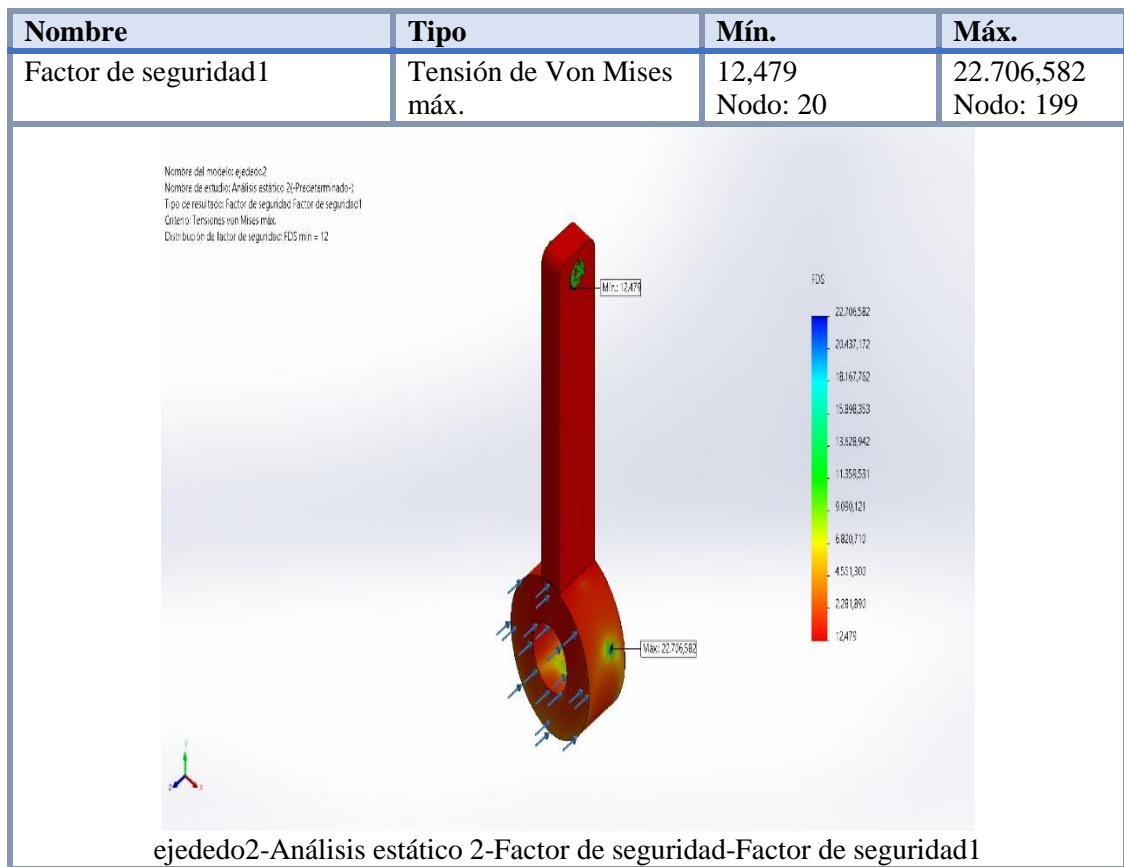 Nombre Tipo Mín. Máx.
Factor de seguridad1 Tensión de Von Mises máx. 12,479 Nodo: 20 22.706,582 Nodo: 199
Nombre del modelo: ejededo2
Nombre de estudio: Análisis estático 2(-Predeterminado-)
Tipo de resultado: Factor de seguridad Factor de seguridad1
Criterio: Tensiones von Mises máx.
Distribución de factor de seguridad: FDS mín = 12
Mín.: 12,479
FDS
22.706,582
20.437,172
18.167,762
15.898,353
13.628,942
11.359,531
9.090,121
6.820,710
4.551,300
2.281,890
12,479
Máx.: 22.706,582
Y
Z
X
ejededo2-Análisis estático 2-Factor de seguridad-Factor de seguridad1